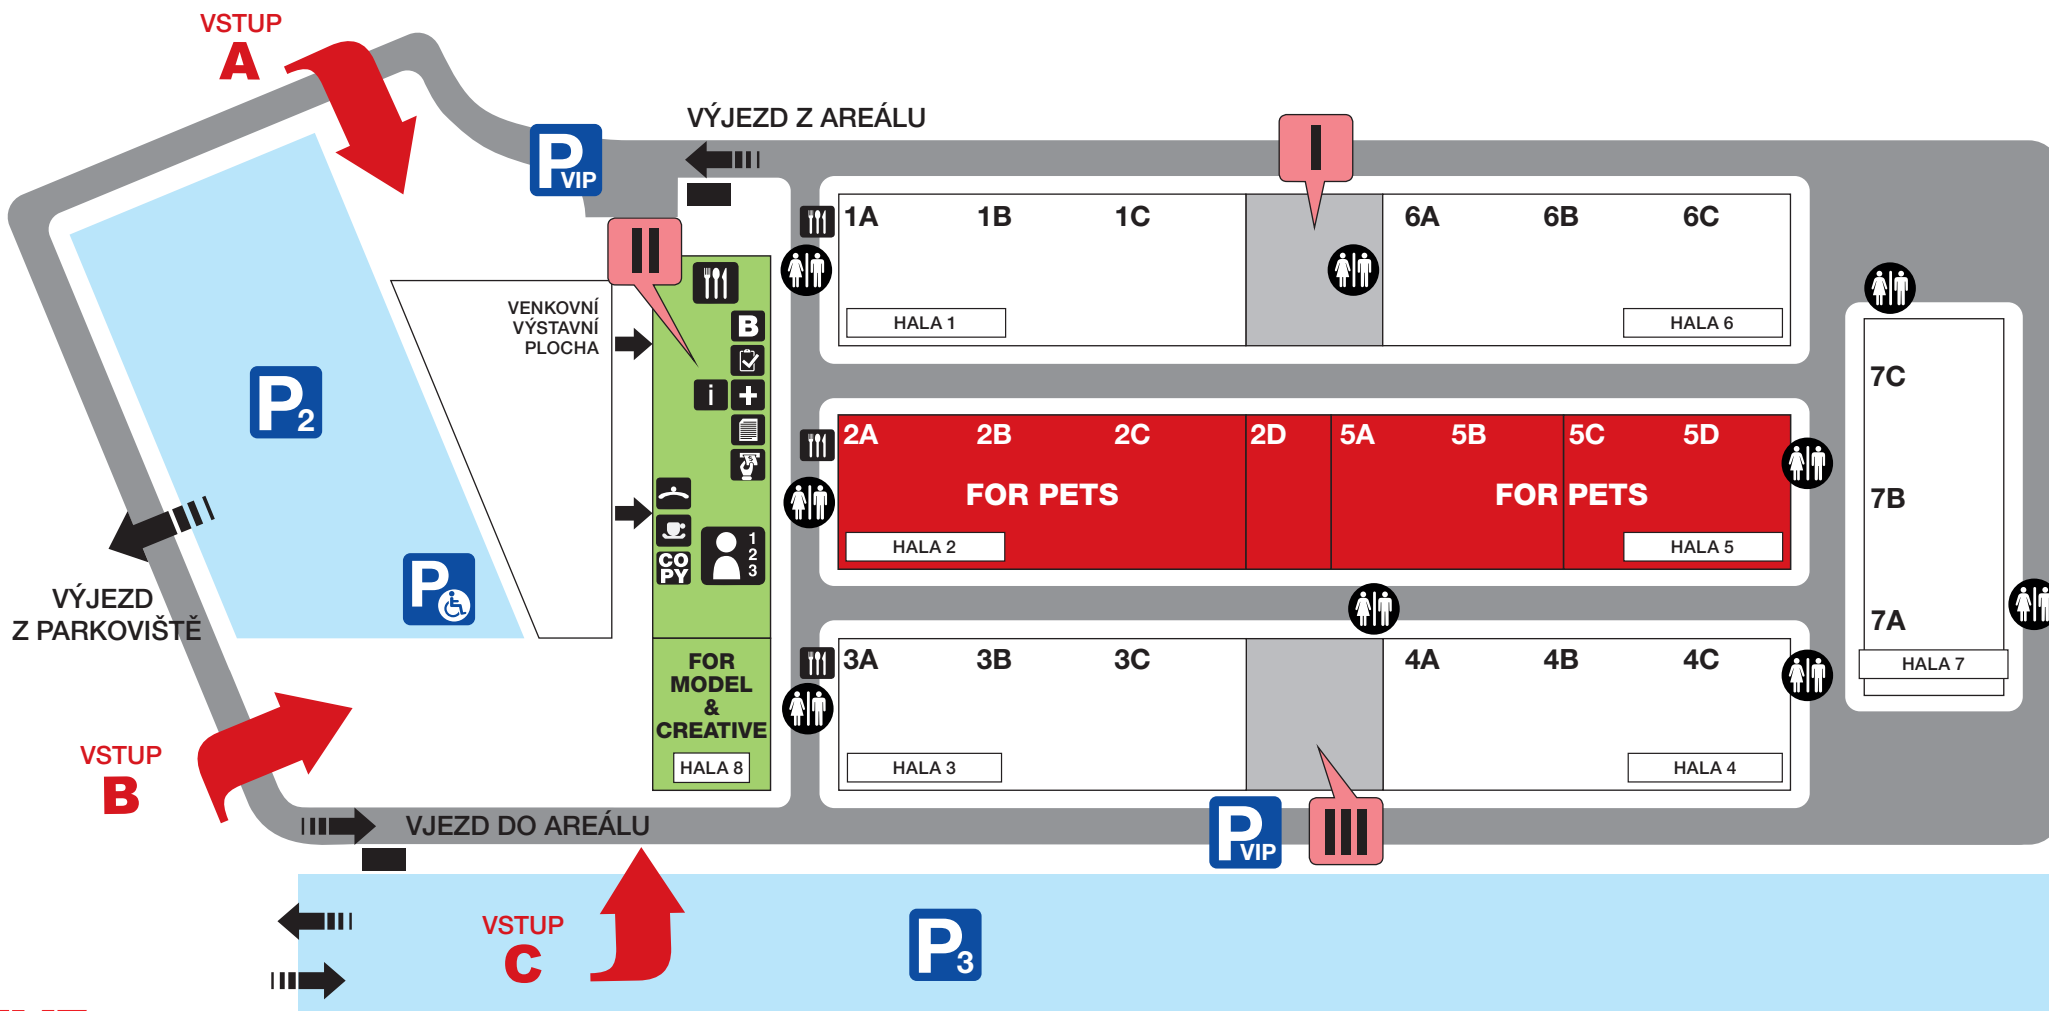 VSTUP
A
VÝJEZD Z AREÁLU
P VIP
I
II
1A 1B 1C
6A 6B 6C
HALA 1
HALA 6
VENKOVNÍ
VÝSTAVNÍ
PLOCHA
B
i
P2
7C
7B
7A
HALA 7
2A 2B 2C 2D 5A 5B 5C 5D
FOR PETS
FOR PETS
HALA 2
HALA 5
1
2
3
CO
PY
P
VÝJEZD
Z PARKOVIŠTĚ
FOR
MODEL
&
CREATIVE
HALA 8
3A 3B 3C
4A 4B 4C
HALA 3
HALA 4
VSTUP
B
VJEZD DO AREÁLU
P VIP
III
VSTUP
C
P3